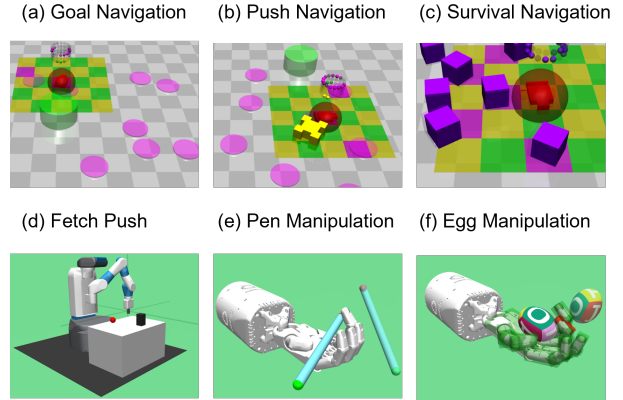 (a) Goal Navigation
(b) Push Navigation
(c) Survival Navigation
(d) Fetch Push
(e) Pen Manipulation
(f) Egg Manipulation